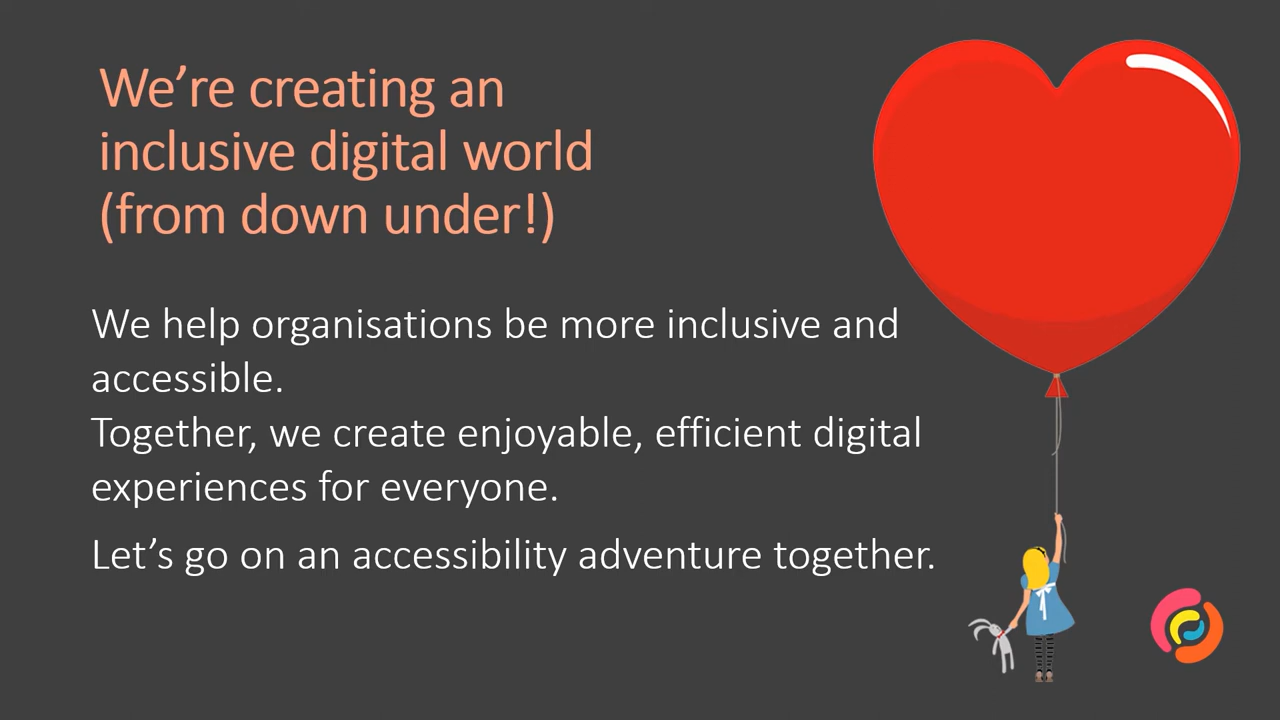 We’re creating an
inclusive digital world
(from down under!)
We help organisations be more inclusive and
accessible.
Together, we create enjoyable, efficient digital
experiences for everyone.
Let’s go on an accessibility adventure together.